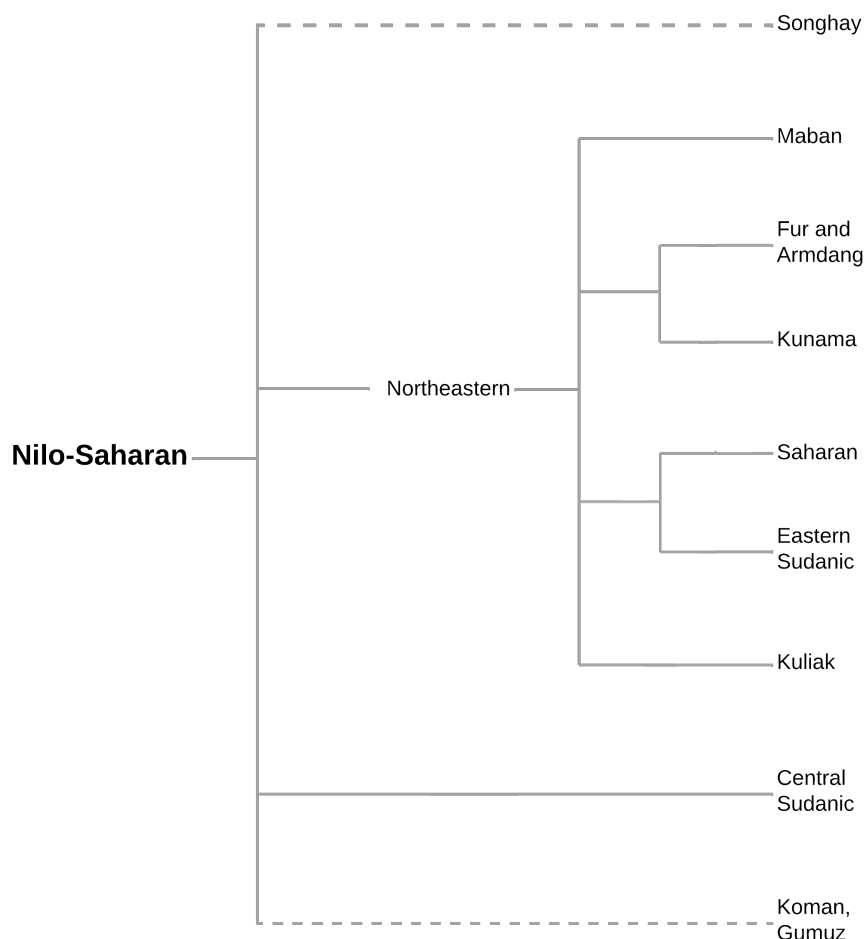 Songhay
Maban
Fur and
Armdang
Kunama
Northeastern
Nilo-Saharan
Saharan
Eastern
Sudanic
Kuliak
Central
Sudanic
Koman,
Gumuz